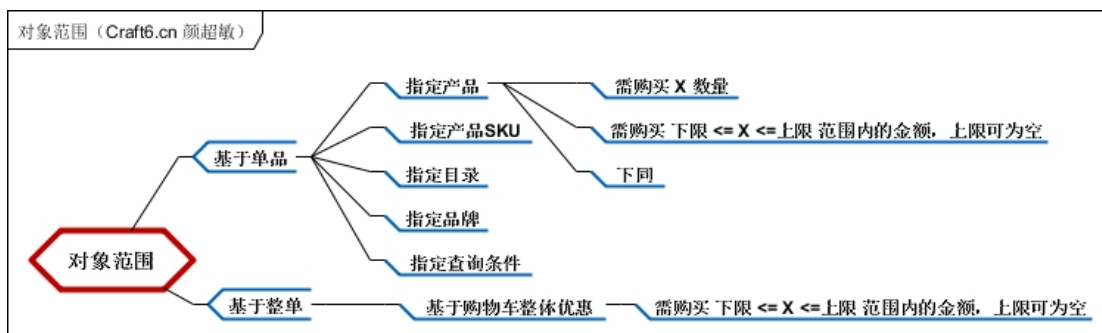 对象范围（Craft6.cn 颜超敏）
指定产品
需购买 X 数量
指定产品SKU
需购买 下限 <= X <=上限 范围内的金额，上限可为空
基于单品
指定目录
下同
指定品牌
对象范围
指定查询条件
基于整单
基于购物车整体优惠
需购买 下限 <= X <=上限 范围内的金额，上限可为空